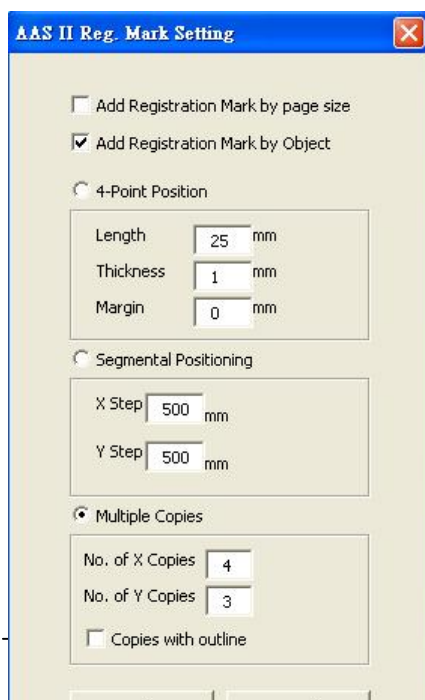 AAS II Reg. Mark Setting
Add Registration Mark by page size
Add Registration Mark by Object
4-Point Position
Length 25 mm
Thickness 1 mm
Margin 0 mm
Segmental Positioning
X Step 500 mm
Y Step 500 mm
Multiple Copies
No. of X Copies 4
No. of Y Copies 3
Copies with outline